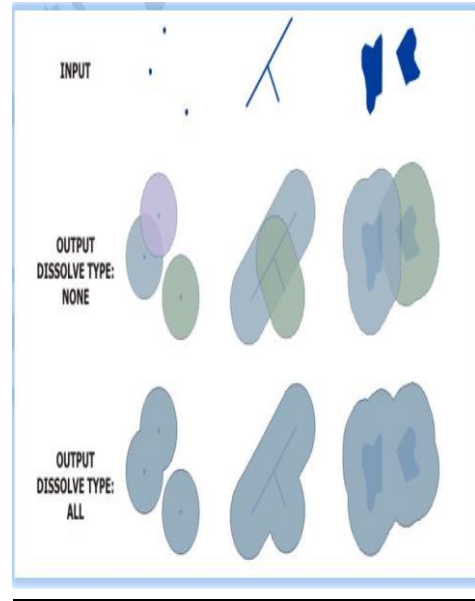 INPUT
OUTPUT
DISSOLVE TYPE:
NONE
OUTPUT
DISSOLVE TYPE:
ALL